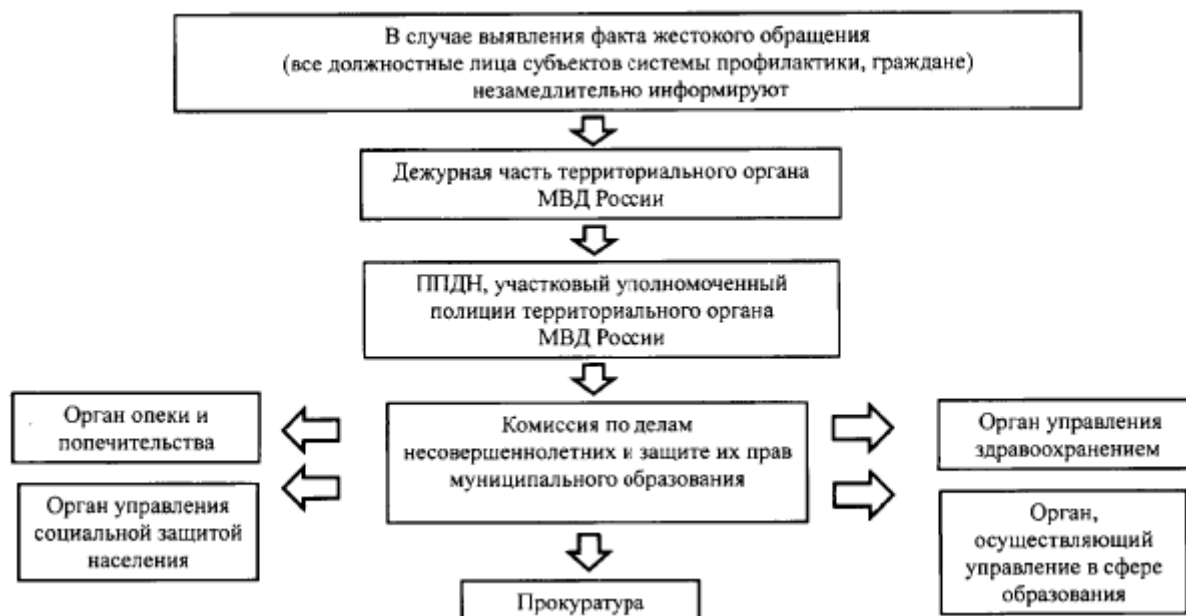 В случае выявления факта жестокого обращения
(все должностные лица субъектов системы профилактики, граждане)
незамедлительно информируют
Дежурная часть территориального органа
МВД России
ППДН, участковый уполномоченный
полиции территориального органа
МВД России
Орган опеки и
попечительства
Комиссия по делам
несовершеннолетних и защите их прав
муниципального образования
Орган управления
здравоохранением
Орган управления
социальной защитой
населения
Орган,
осуществляющий
управление в сфере
образования
Прокуратура